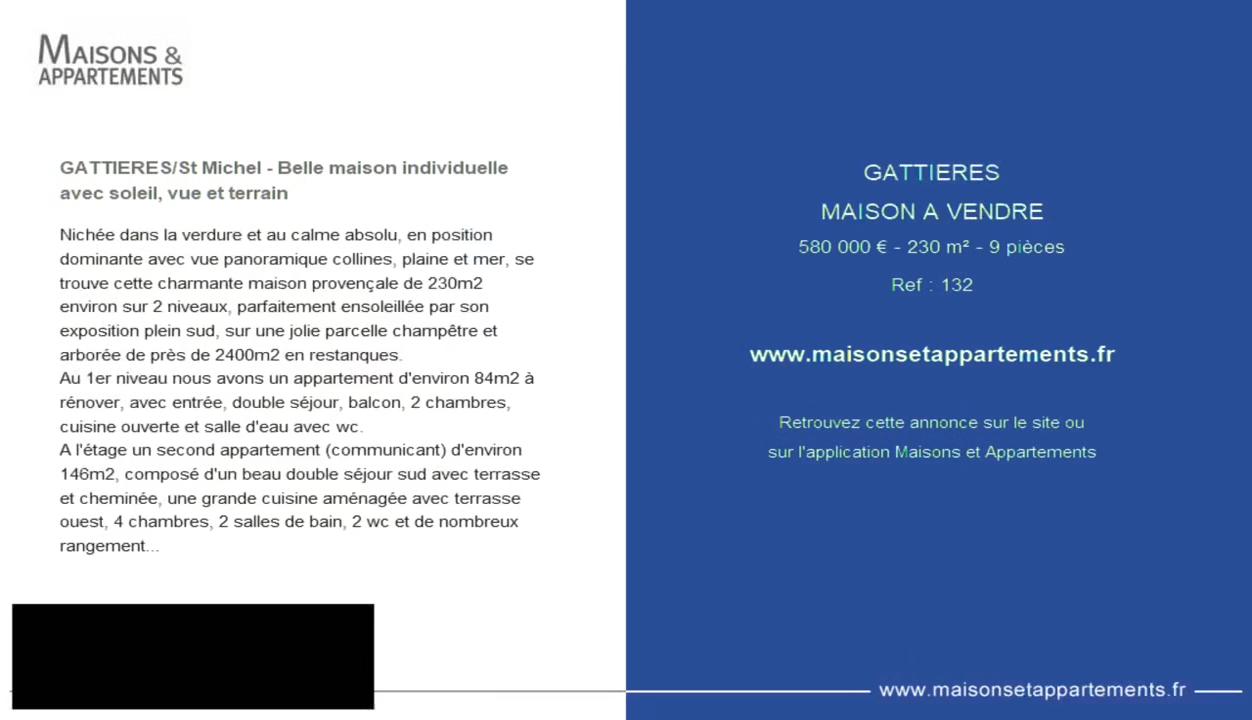 MAISONS &
APPARTEMENTS
GATTIERES/St Michel - Belle maison individuelle
avec soleil, vue et terrain
Nichée dans la verdure et au calme absolu, en position
dominante avec vue panoramique collines, plaine et mer, se
trouve cette charmante maison provençale de 230m2
environ sur 2 niveaux, parfaitement ensoleillée par son
exposition plein sud, sur une jolie parcelle champêtre et
arborée de près de 2400m2 en restanques.
Au 1er niveau nous avons un appartement d'environ 84m2 à
rénover, avec entrée, double séjour, balcon, 2 chambres,
cuisine ouverte et salle d'eau avec wc.
A l'étage un second appartement (communicant) d'environ
146m2, composé d'un beau double séjour sud avec terrasse
et cheminée, une grande cuisine aménagée avec terrasse
ouest, 4 chambres, 2 salles de bain, 2 wc et de nombreux
rangement...
GATTIERES
MAISON A VENDRE
580 000 € - 230 m² - 9 pièces
Ref : 132
www.maisonsetappartements.fr
Retrouvez cette annonce sur le site ou
sur l'application Maisons et Appartements
www.maisonsetappartements.fr